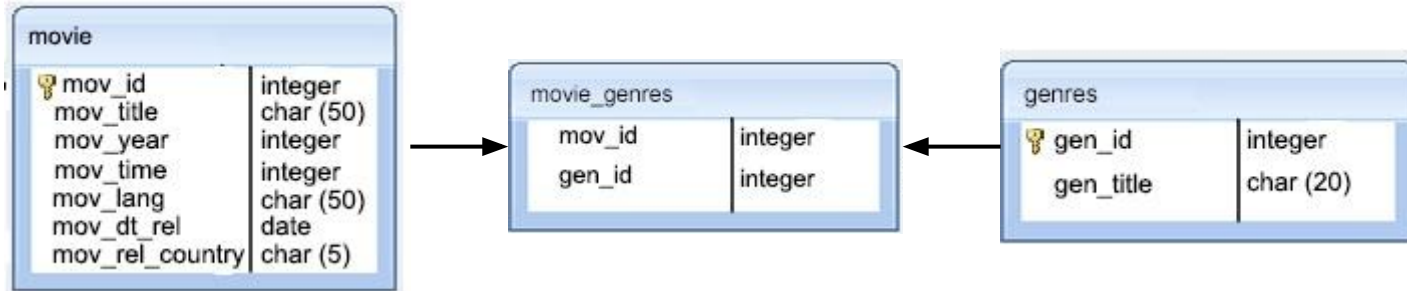 movie
mov_id integer
mov_title char (50)
mov_year integer
mov_time integer
mov_lang char (50)
mov_dt_rel date
mov_rel_country char (5)
movie_genres
mov_id integer
gen_id integer
genres
gen_id integer
gen_title char (20)